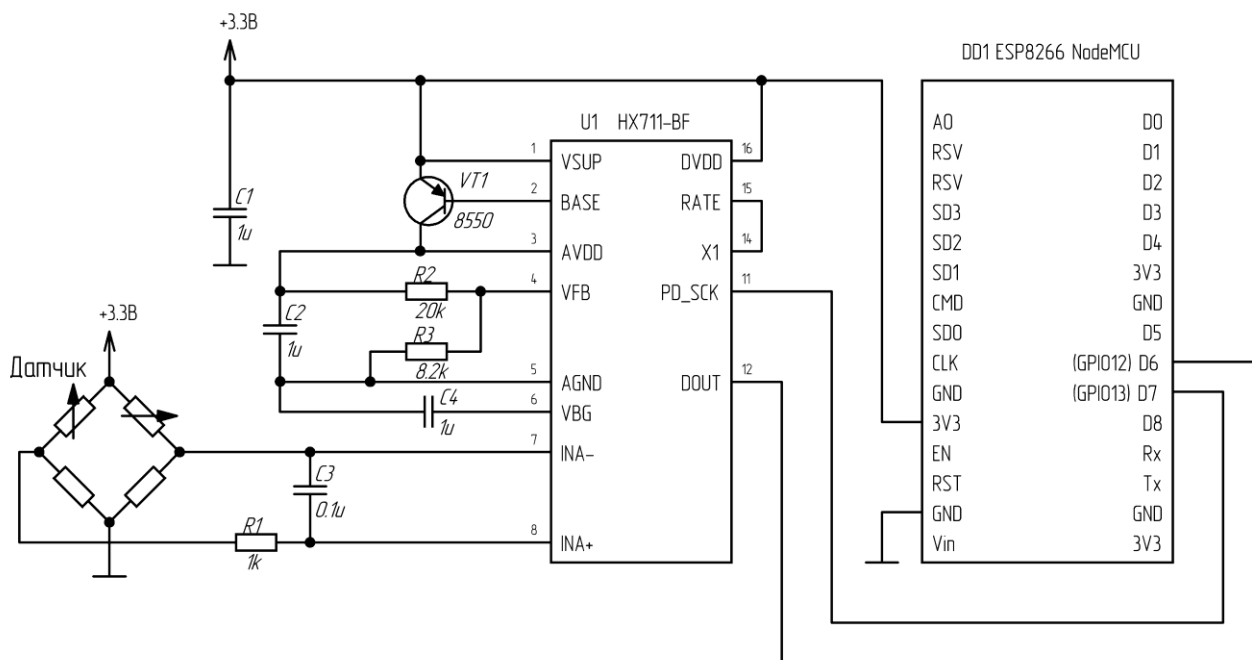 +3.3В
DD1 ESP8266 NodeMCU
U1 HX711-BF
1 VSUP
2 BASE
3 AVDD
4 VFB
5 AGND
6 VBG
7 INA-
8 INA+
DVDD 16
RATE 15
X1 14
PD_SCK 11
DOUT 12
VT1
8550
C1
1u
R2
20k
C2
1u
R3
8.2k
C4
1u
+3.3В
Датчик
C3
0.1u
R1
1k
A0
RSV
RSV
SD3
SD2
SD1
CMD
SD0
CLK
GND
3V3
EN
RST
GND
Vin
D0
D1
D2
D3
D4
3V3
GND
D5
(GPIO12) D6
(GPIO13) D7
D8
Rx
Tx
GND
3V3